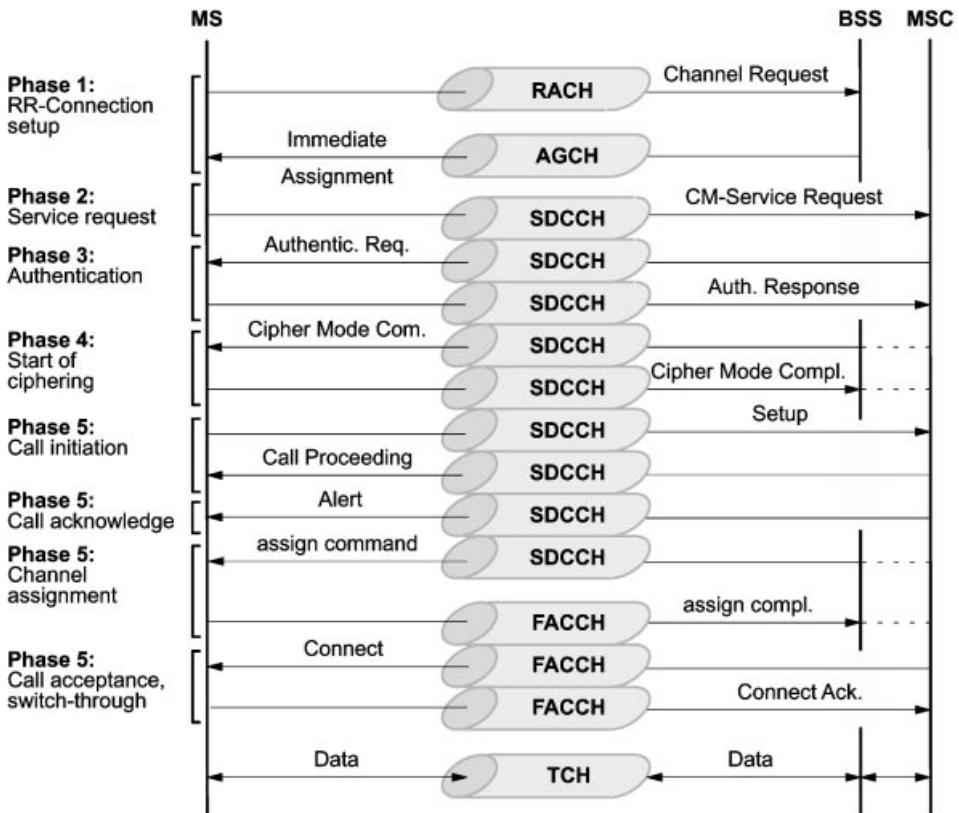 MS BSS MSC
Phase 1:
RR-Connection
setup
RACH
Channel Request
Immediate
Assignment
AGCH
Phase 2:
Service request
SDCCH
CM-Service Request
Phase 3:
Authentication
Authentic. Req.
SDCCH
SDCCH
Auth. Response
Phase 4:
Start of
ciphering
Cipher Mode Com.
SDCCH
SDCCH
Cipher Mode Compl.
Phase 5:
Call initiation
SDCCH
Setup
Call Proceeding
SDCCH
Phase 5:
Call acknowledge
Alert
SDCCH
Phase 5:
Channel
assignment
assign command
SDCCH
FACCH
assign compl.
Phase 5:
Call acceptance,
switch-through
Connect
FACCH
FACCH
Connect Ack.
Data
TCH
Data